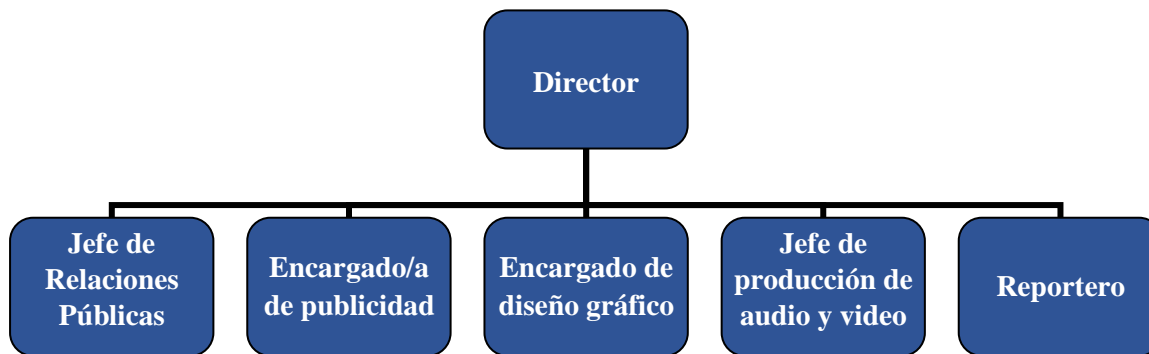 Director
Jefe de
Relaciones
Públicas
Encargado/a
de publicidad
Encargado de
diseño gráfico
Jefe de
producción de
audio y video
Reportero